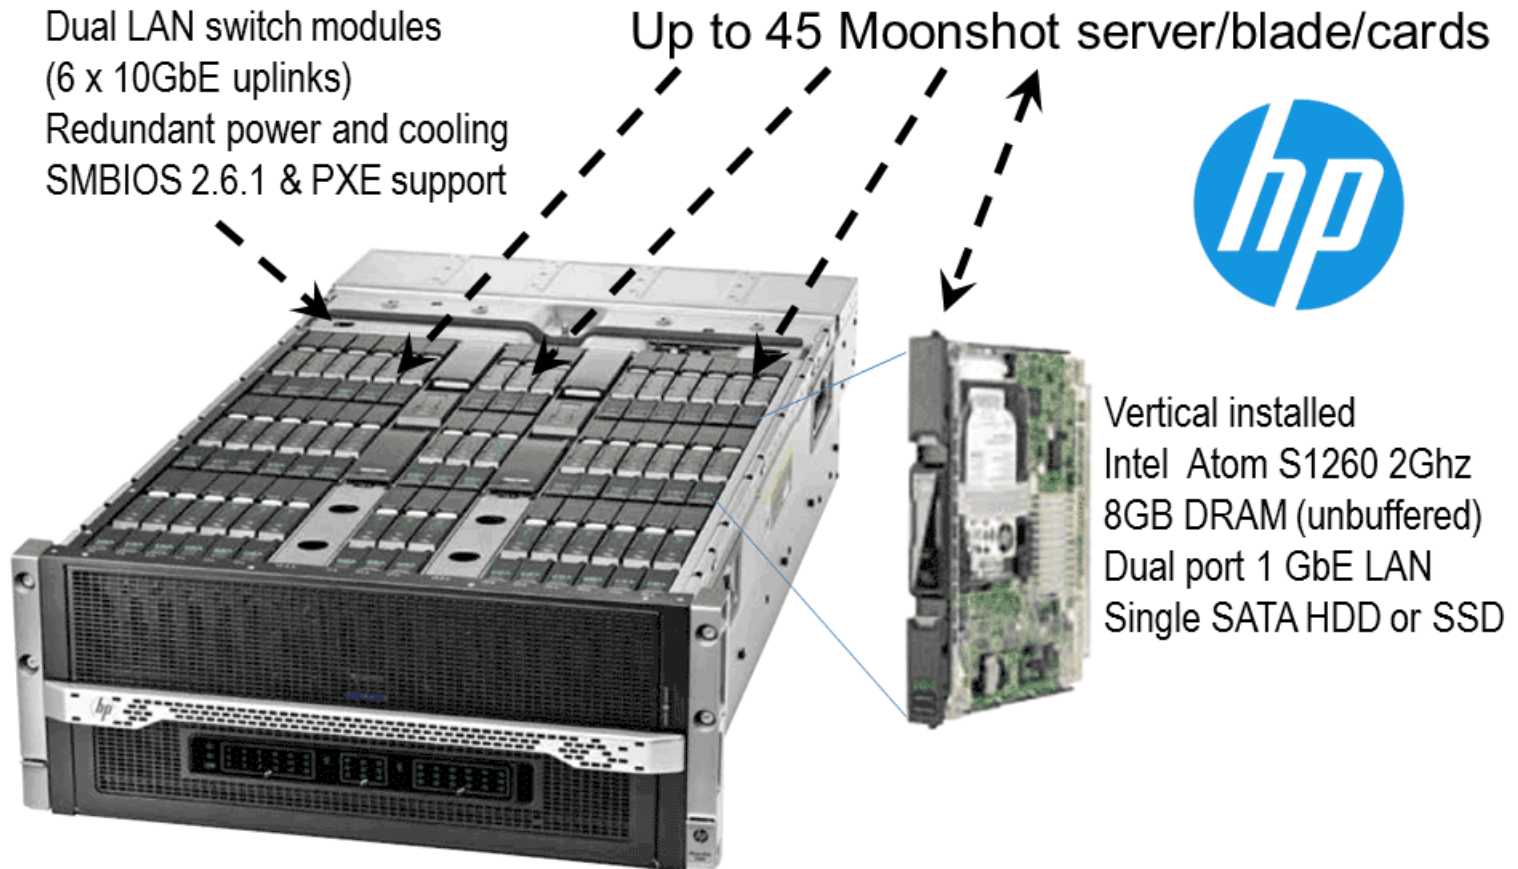 Dual LAN switch modules
(6 x 10GbE uplinks)
Redundant power and cooling
SMBIOS 2.6.1 & PXE support
Up to 45 Moonshot server/blade/cards
hp
Vertical installed
Intel Atom S1260 2Ghz
8GB DRAM (unbuffered)
Dual port 1 GbE LAN
Single SATA HDD or SSD
hp
hp